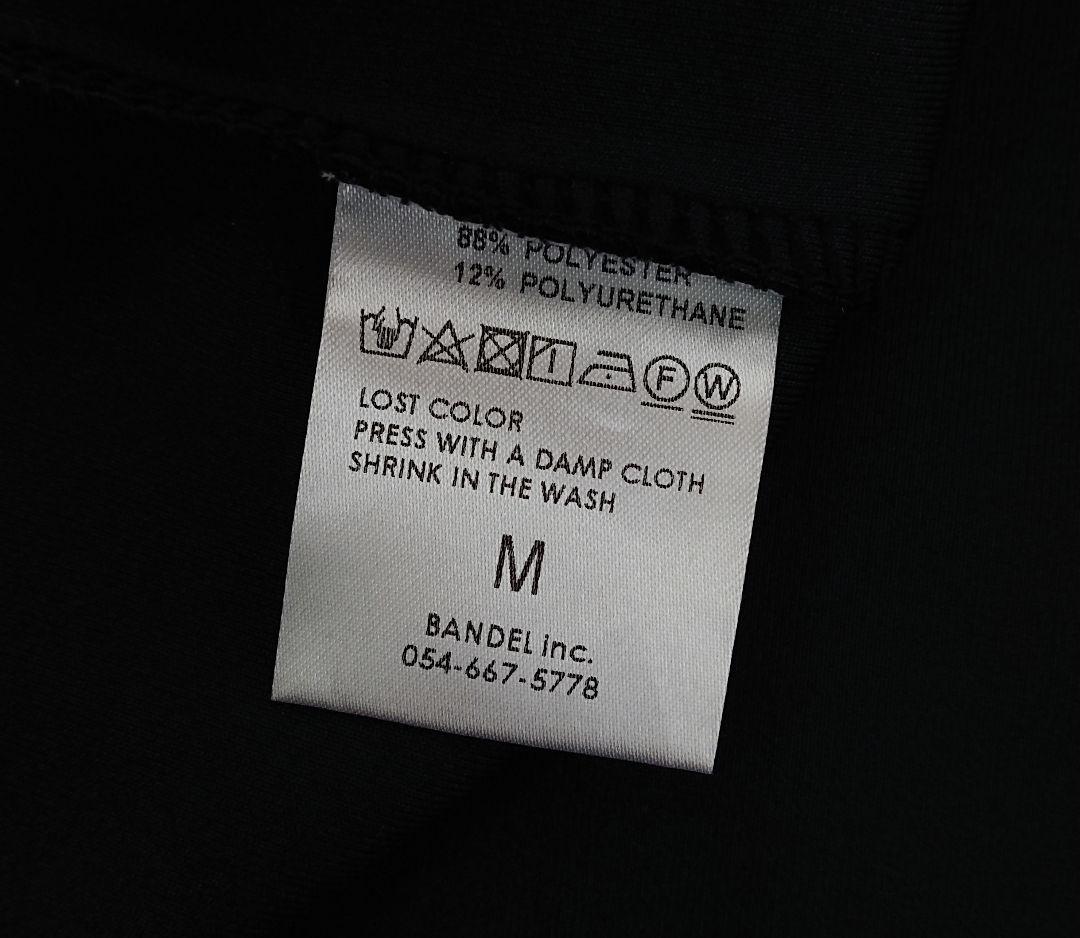 88% POLYESTER
12% POLYURETHANE
F W
LOST COLOR
PRESS WITH A DAMP CLOTH
SHRINK IN THE WASH
M
BANDEL inc.
054-667-5778